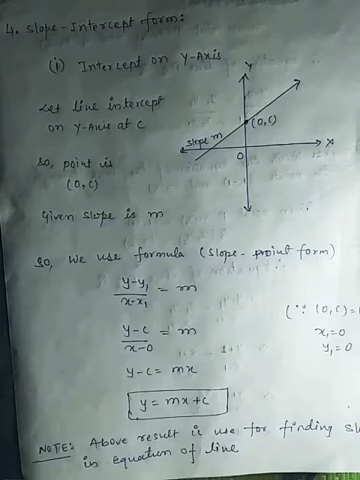 4. Slope-Intercept form:
(i) Intercept on Y-Axis
Let line intercept
on Y-Axis at C
So, point is
(0,C)
Given slope is m
Y
(0,C)
slope m
X
O
So, We use formula (slope-point form)
y-y₁/x-x₁ = m
(∵ (0,C)=(
y-c/x-0 = m
x₁=0
y₁=0
y-c = mx
y = mx+c
NOTE: Above result is use for finding
in equation of line.